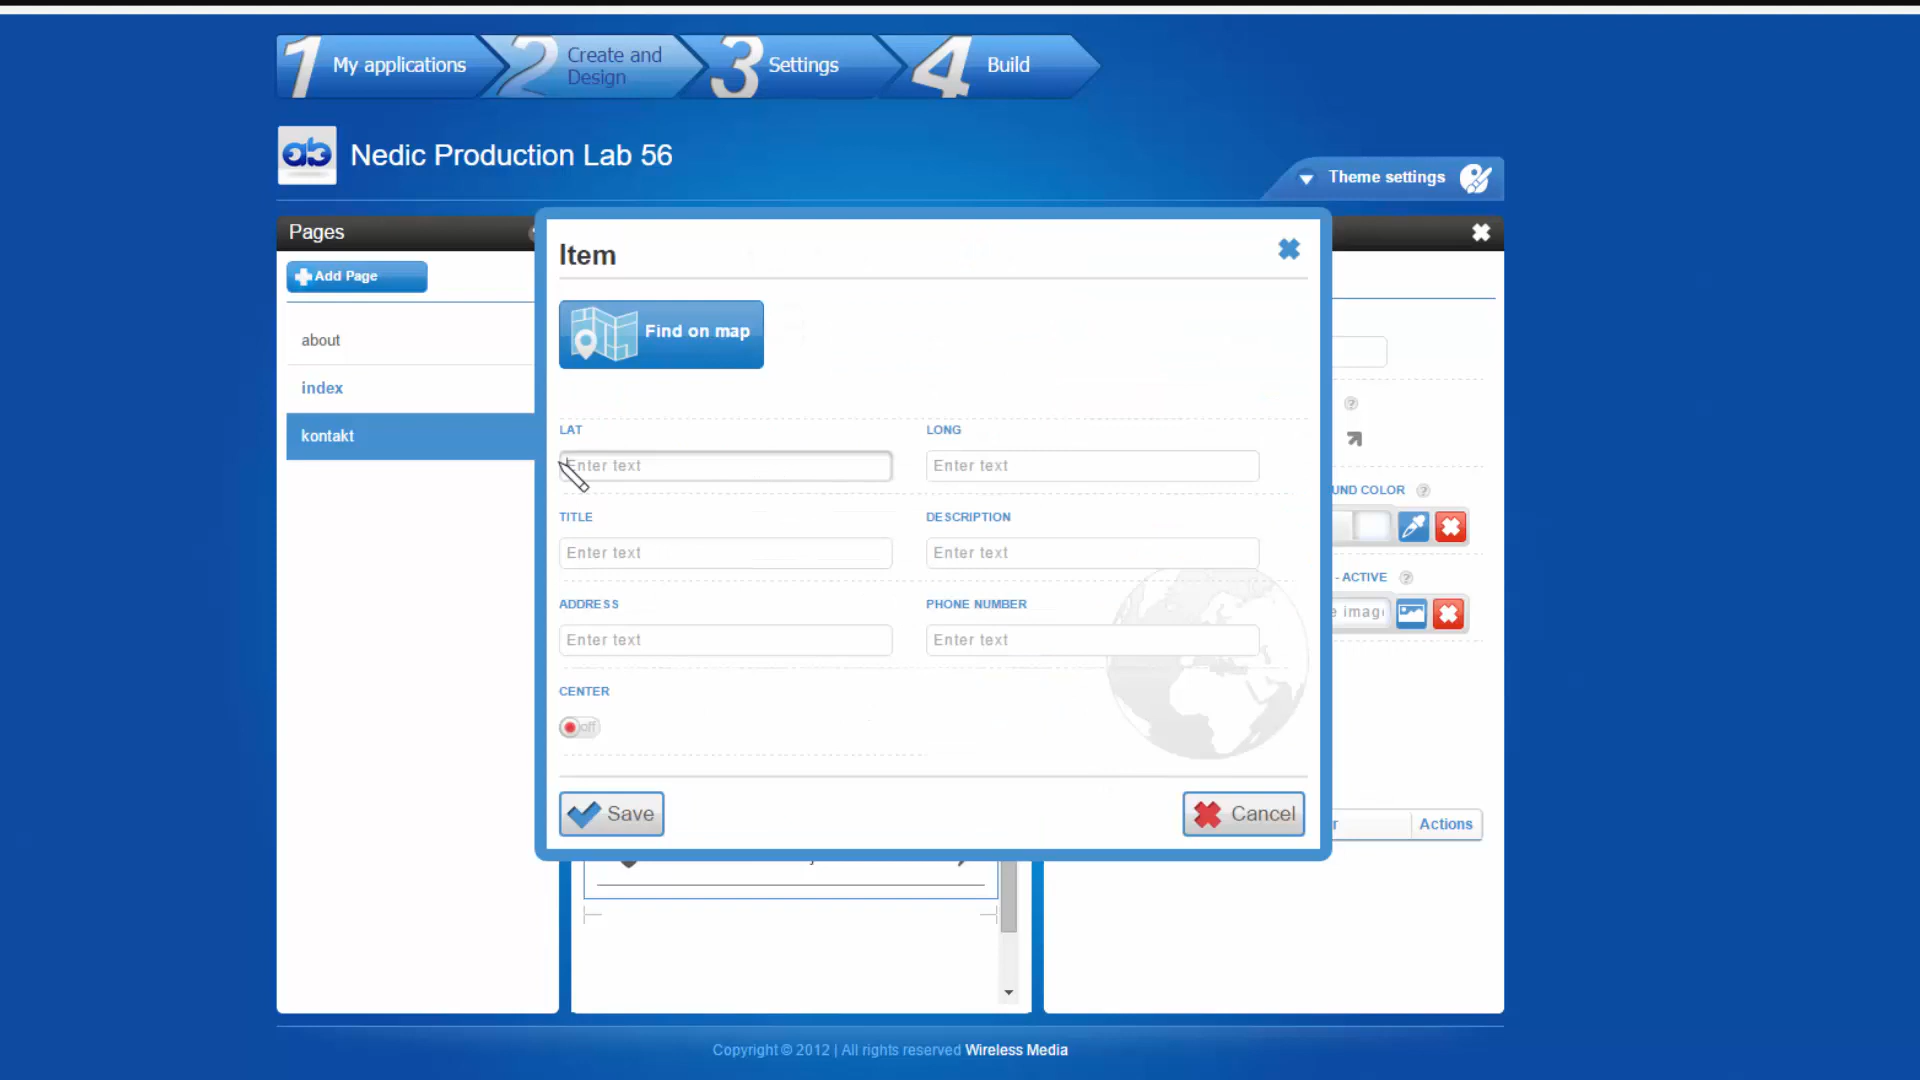 1 My applications
2 Create and
Design
3 Settings
4 Build
ab
Nedic Production Lab 56
Theme settings
Pages
Add Page
about
index
kontakt
Item
Find on map
LAT
LONG
Enter text
Enter text
TITLE
DESCRIPTION
Enter text
Enter text
ADDRESS
PHONE NUMBER
Enter text
Enter text
CENTER
off
Save
Cancel
?
UND COLOR ?
- ACTIVE ?
e imag
r
Actions
Copyright © 2012 | All rights reserved Wireless Media